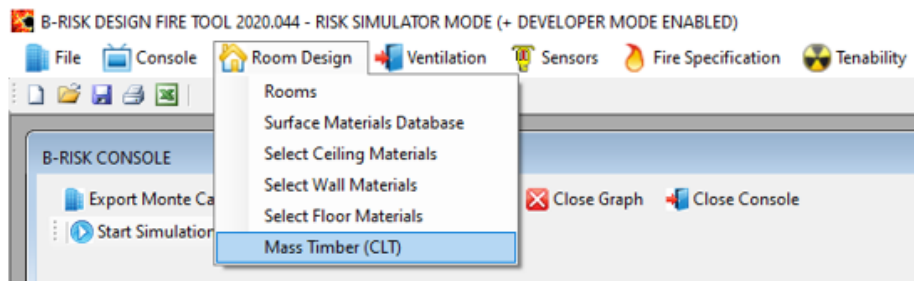 B-RISK DESIGN FIRE TOOL 2020.044 - RISK SIMULATOR MODE (+ DEVELOPER MODE ENABLED)
File Console Room Design Ventilation Sensors Fire Specification Tenability
Rooms
Surface Materials Database
Select Ceiling Materials
Select Wall Materials
Select Floor Materials
Mass Timber (CLT)
B-RISK CONSOLE
Export Monte Ca Close Graph Close Console
Start Simulation